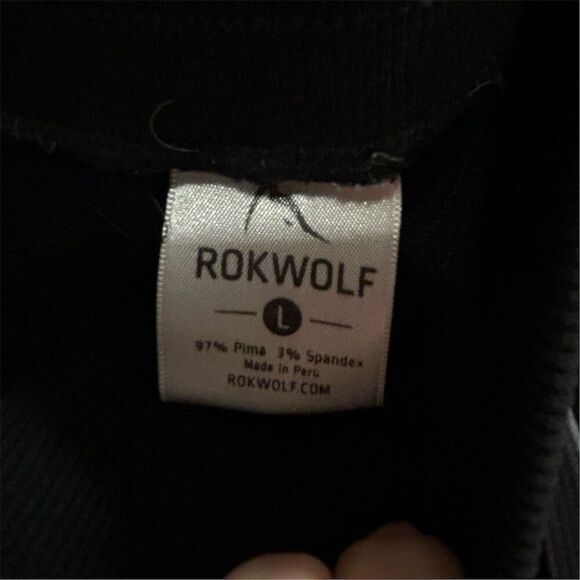 ROKWOLF
L
97% Pima 3% Spandex
Made in Peru
ROKWOLF.COM